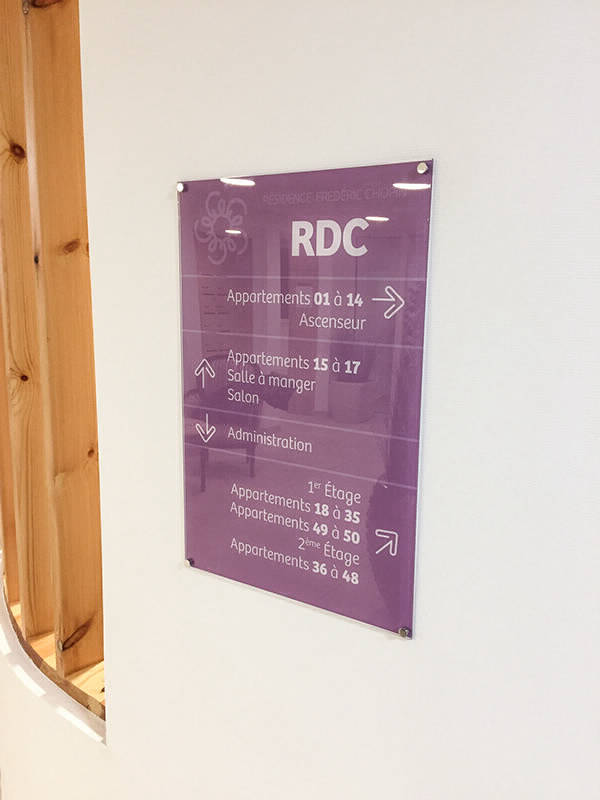 RÉSIDENCE FRÉDÉRIC CHOPIN
RDC
Appartements 01 à 14
Ascenseur
Appartements 15 à 17
Salle à manger
Salon
Administration
1er Étage
Appartements 18 à 35
Appartements 49 à 50
2ème Étage
Appartements 36 à 48